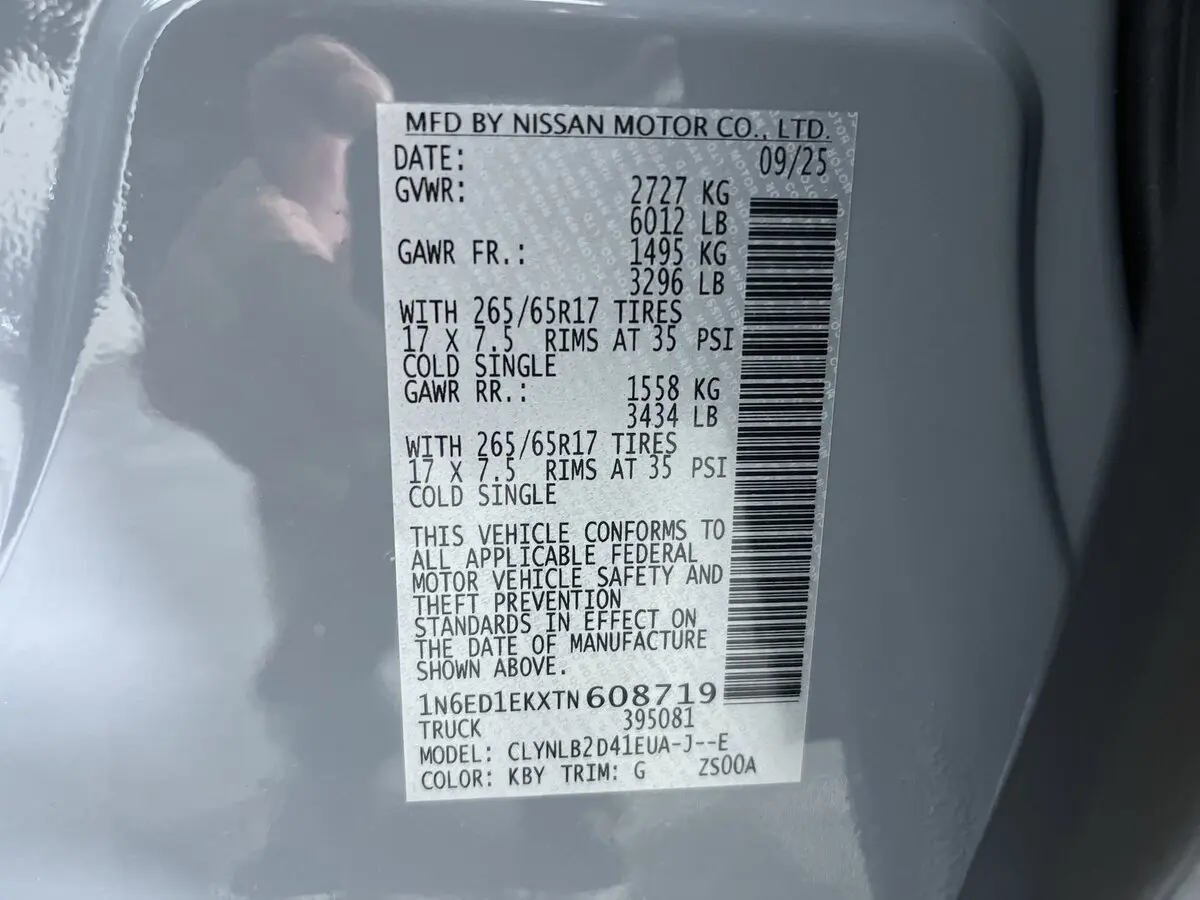 MFD BY NISSAN MOTOR CO., LTD.
DATE: 09/25
GVWR: 2727 KG
6012 LB
GAWR FR.: 1495 KG
3296 LB
WITH 265/65R17 TIRES
17 X 7.5 RIMS AT 35 PSI
COLD SINGLE
GAWR RR.: 1558 KG
3434 LB
WITH 265/65R17 TIRES
17 X 7.5 RIMS AT 35 PSI
COLD SINGLE
THIS VEHICLE CONFORMS TO
ALL APPLICABLE FEDERAL
MOTOR VEHICLE SAFETY AND
THEFT PREVENTION
STANDARDS IN EFFECT ON
THE DATE OF MANUFACTURE
SHOWN ABOVE.
1N6ED1EKXTN608719
TRUCK 395081
MODEL: CLYNLB2D41EUA-J--E
COLOR: KBY TRIM: G ZS00A